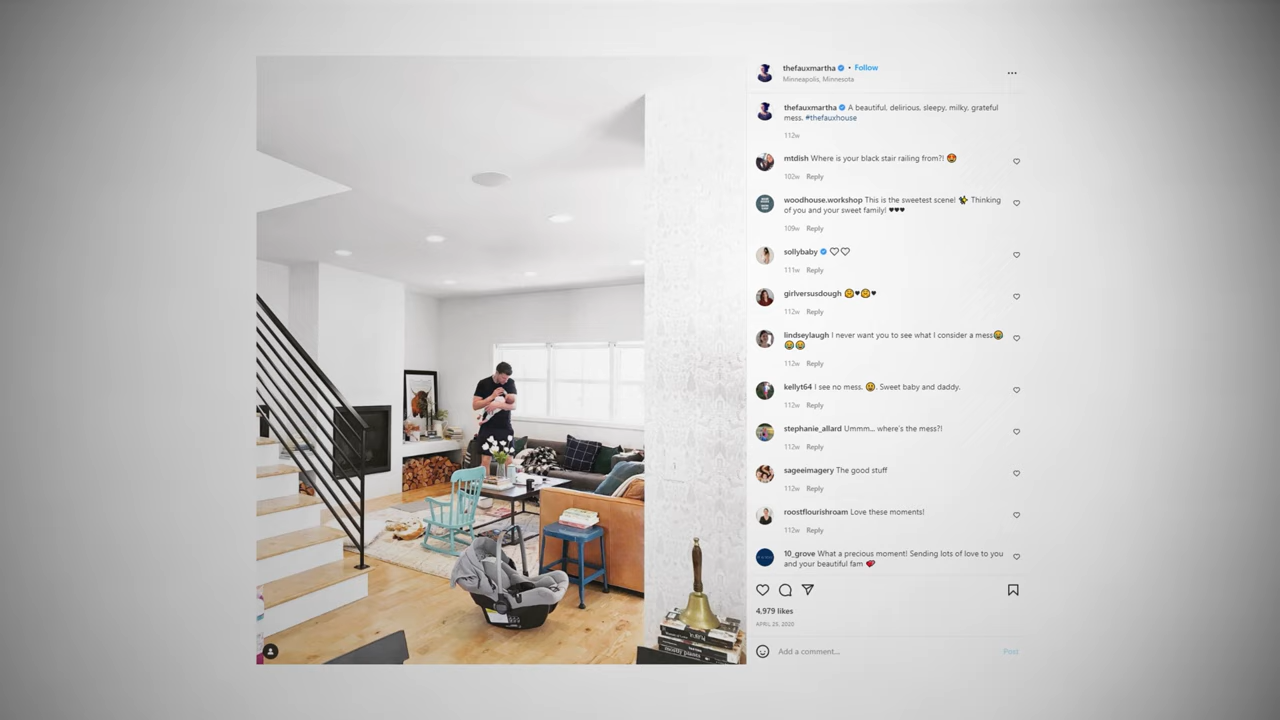 thefauxmartha • Follow
Minneapolis, Minnesota
thefauxmartha A beautiful, delirious, sleepy, milky, grateful
mess. #thefauxhouse
112w
mtdish Where is your black stair railing from?! 😍
102w Reply
woodhouse.workshop This is the sweetest scene! ✨ Thinking
of you and your sweet family! ♥♥♥
109w Reply
sollybaby ♡♡
111w Reply
girlversusdough 😭♥😭♥
112w Reply
lindseylaugh I never want you to see what I consider a mess😂
😂😂
112w Reply
kellyt64 I see no mess. 😮. Sweet baby and daddy.
112w Reply
stephanie_allard Ummm... where's the mess?!
112w Reply
sageeimagery The good stuff
112w Reply
roostflourishroam Love these moments!
112w Reply
10_grove What a precious moment! Sending lots of love to you
and your beautiful fam 💘
4,979 likes
APRIL 25, 2020
Add a comment... Post
mostly plants